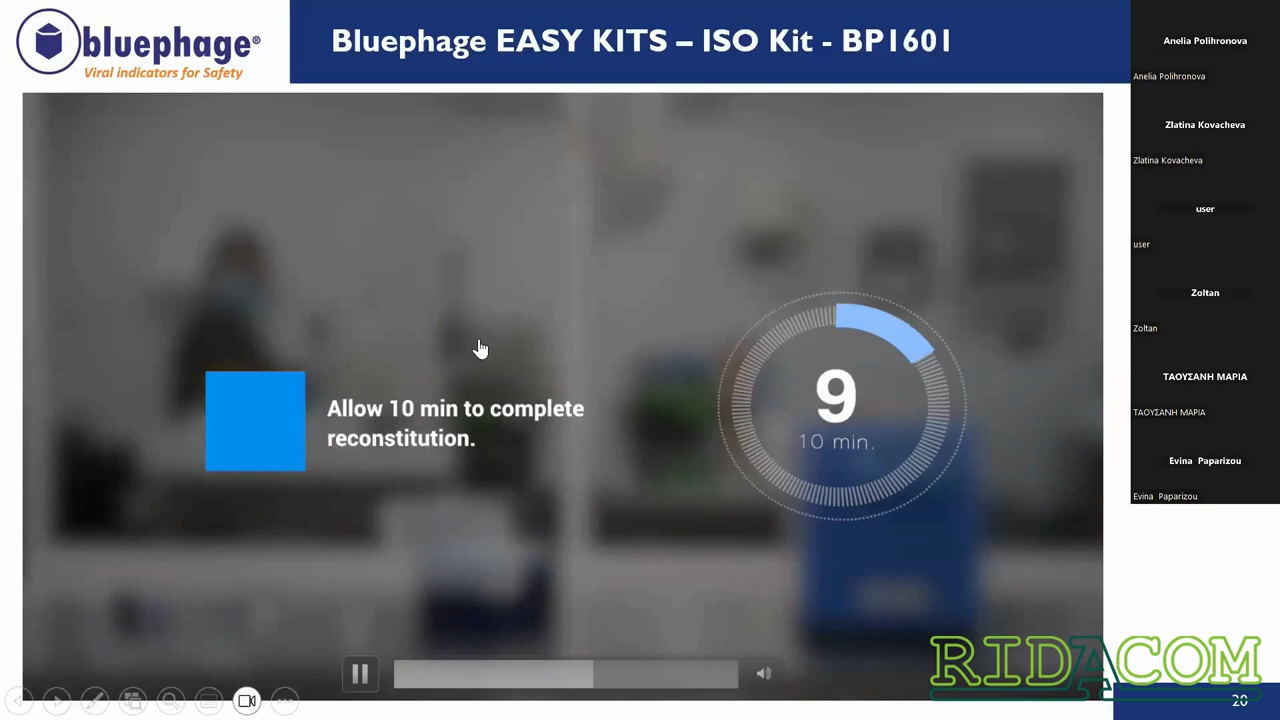 bluephage®
Viral indicators for Safety
Bluephage EASY KITS – ISO Kit - BP1601
Allow 10 min to complete
reconstitution.
9
10 min.
Anelia Polihronova
Anelia Polihronova
Zlatina Kovacheva
Zlatina Kovacheva
user
user
Zoltan
Zoltan
ΤΑΟΥΣΑΝΗ ΜΑΡΙΑ
ΤΑΟΥΣΑΝΗ ΜΑΡΙΑ
Evina Paparizou
Evina Paparizou
RIDACOM
20